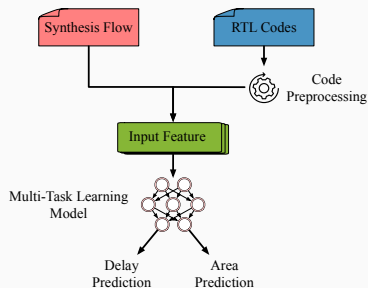 Synthesis Flow
RTL Codes
Code
Preprocessing
Input Feature
Multi-Task Learning
Model
Delay
Prediction
Area
Prediction